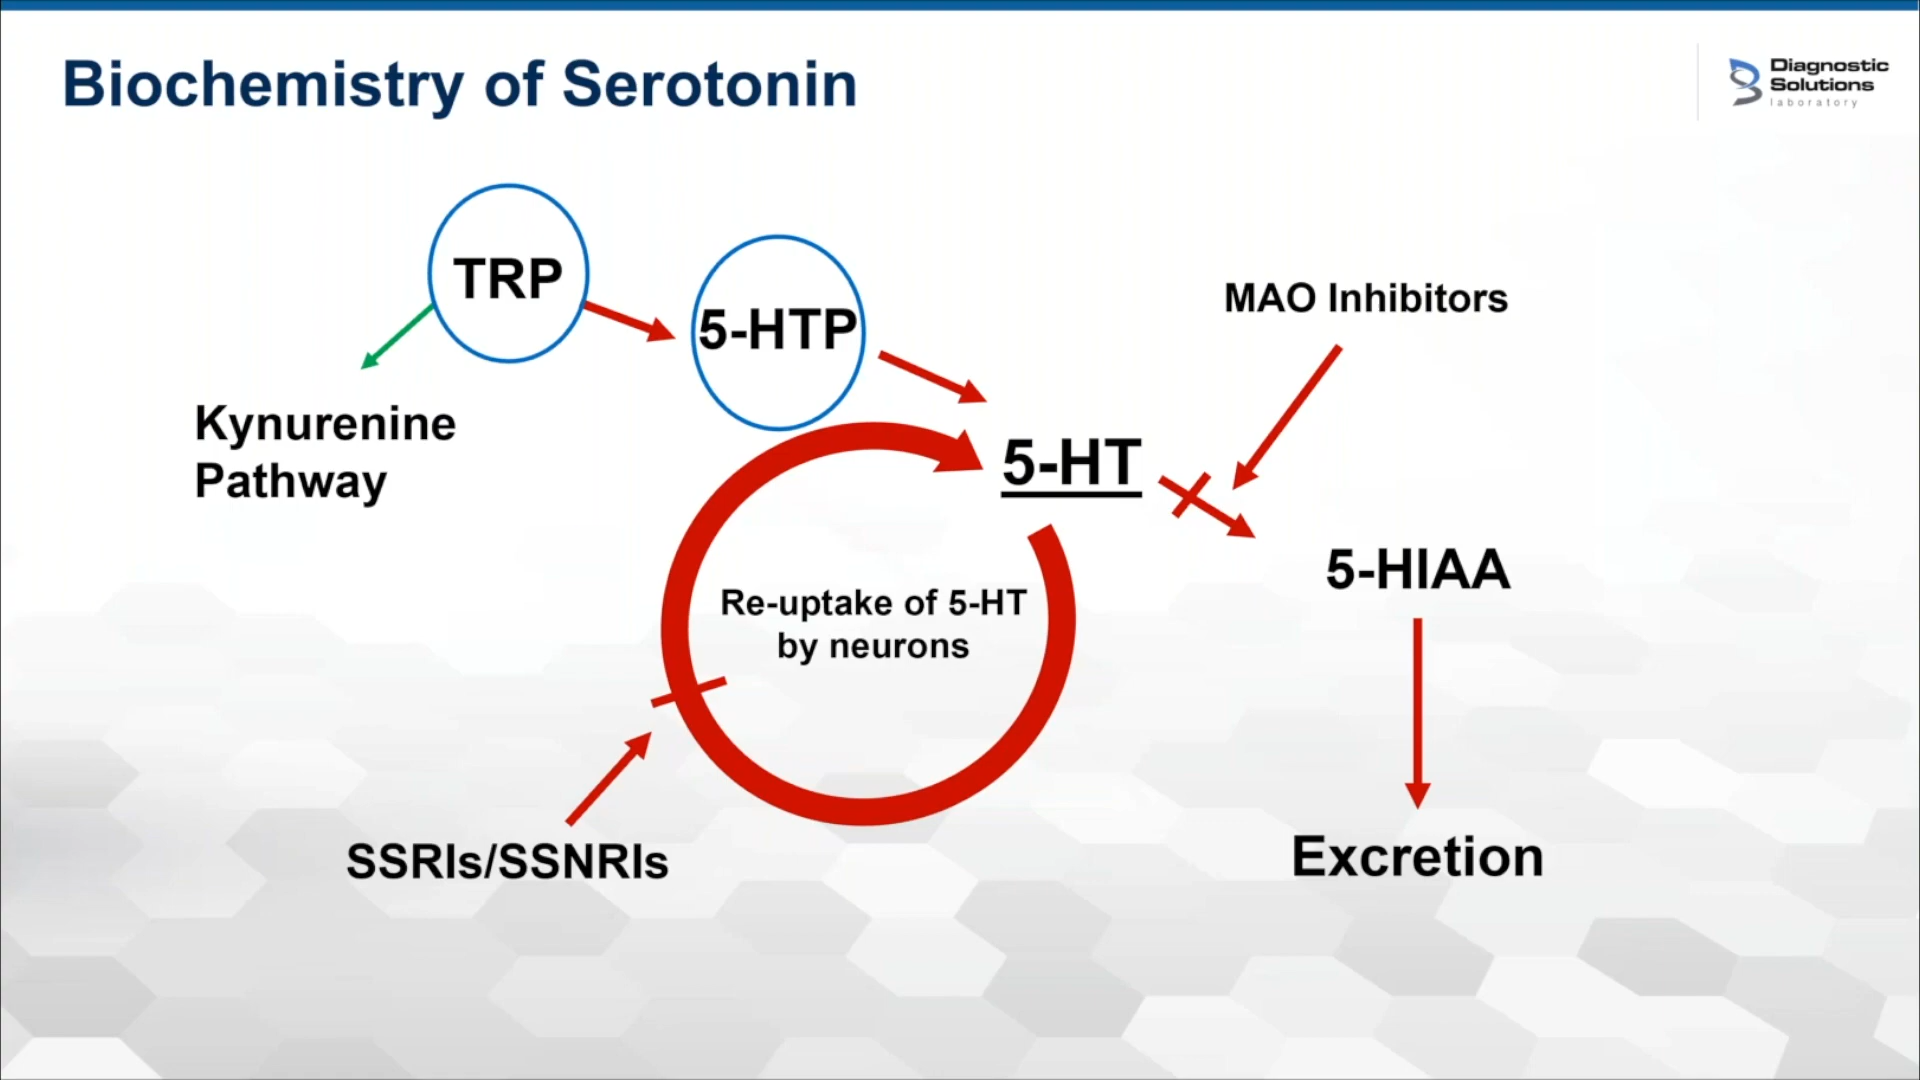 Biochemistry of Serotonin
Diagnostic
Solutions
laboratory
TRP
5-HTP
MAO Inhibitors
Kynurenine
Pathway
5-HT
5-HIAA
Re-uptake of 5-HT
by neurons
SSRIs/SSNRIs
Excretion